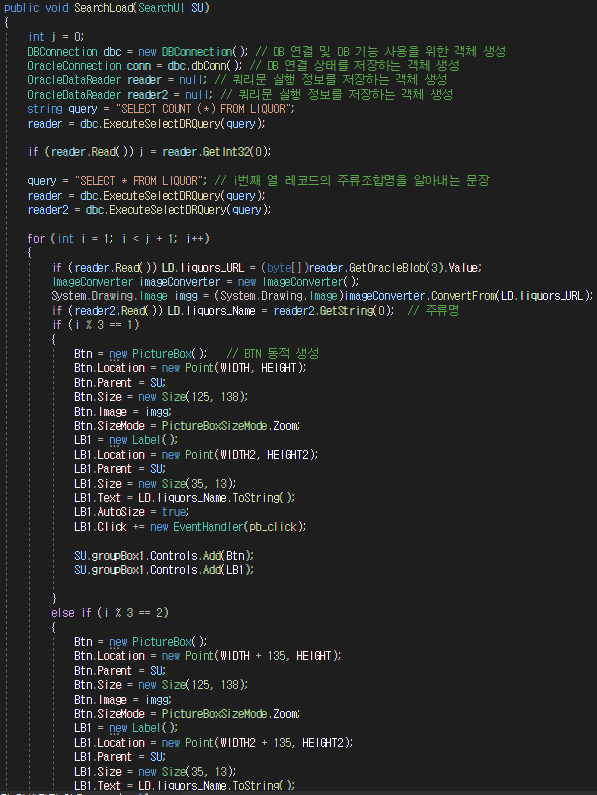 public void SearchLoad(SearchUI SU)
{
int j = 0;
DBConnection dbc = new DBConnection(); // DB 연결 및 DB 기능 사용을 위한 객체 생성
OracleConnection conn = dbc.dbConn(); // DB 연결 상태를 저장하는 객체 생성
OracleDataReader reader = null; // 쿼리문 실행 정보를 저장하는 객체 생성
OracleDataReader reader2 = null; // 쿼리문 실행 정보를 저장하는 객체 생성
string query = "SELECT COUNT (*) FROM LIQUOR";
reader = dbc.ExecuteSelectDRQuery(query);
if (reader.Read()) j = reader.GetInt32(0);
query = "SELECT * FROM LIQUOR"; // i번째 열 레코드의 주류조합명을 알아내는 문장
reader = dbc.ExecuteSelectDRQuery(query);
reader2 = dbc.ExecuteSelectDRQuery(query);
for (int i = 1; i < j + 1; i++)
{
if (reader.Read()) LD.liquors_URL = (byte[])reader.GetOracleBlob(3).Value;
ImageConverter imageConverter = new ImageConverter();
System.Drawing.Image imgg = (System.Drawing.Image)imageConverter.ConvertFrom(LD.liquors_URL);
if (reader2.Read()) LD.liquors_Name = reader2.GetString(0); // 주류명
if (i % 3 == 1)
{
Btn = new PictureBox(); // BTN 동적 생성
Btn.Location = new Point(WIDTH, HEIGHT);
Btn.Parent = SU;
Btn.Size = new Size(125, 138);
Btn.Image = imgg;
Btn.SizeMode = PictureBoxSizeMode.Zoom;
LB1 = new Label();
LB1.Location = new Point(WIDTH2, HEIGHT2);
LB1.Parent = SU;
LB1.Size = new Size(35, 13);
LB1.Text = LD.liquors_Name.ToString();
LB1.AutoSize = true;
LB1.Click += new EventHandler(pb_click);
SU.groupBox1.Controls.Add(Btn);
SU.groupBox1.Controls.Add(LB1);
}
else if (i % 3 == 2)
{
Btn = new PictureBox();
Btn.Location = new Point(WIDTH + 135, HEIGHT);
Btn.Parent = SU;
Btn.Size = new Size(125, 138);
Btn.Image = imgg;
Btn.SizeMode = PictureBoxSizeMode.Zoom;
LB1 = new Label();
LB1.Location = new Point(WIDTH2 + 135, HEIGHT2);
LB1.Parent = SU;
LB1.Size = new Size(35, 13);
LB1.Text = LD.liquors_Name.ToString();